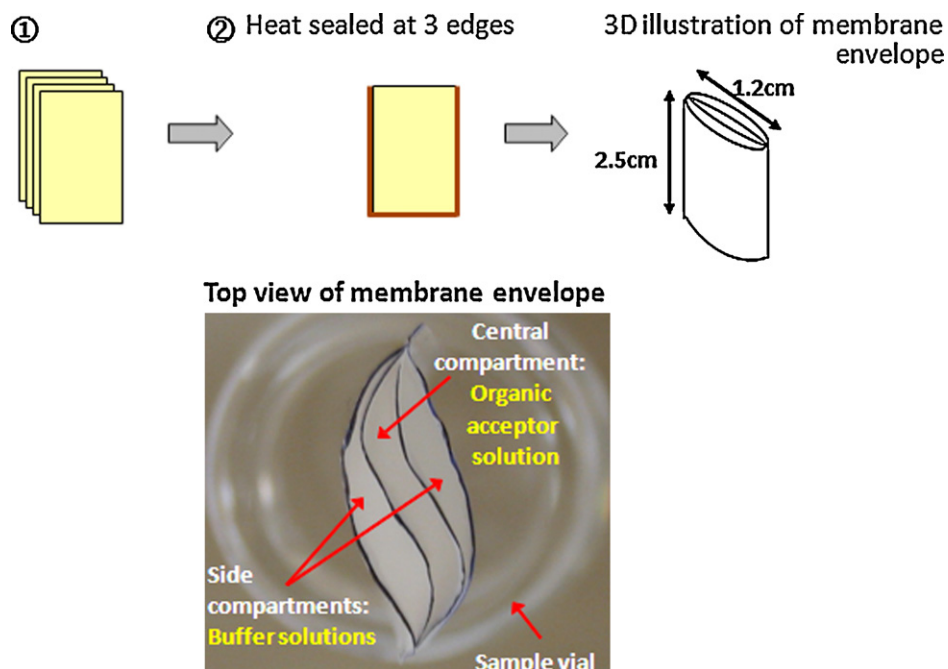 ①
② Heat sealed at 3 edges
3D illustration of membrane
envelope
1.2cm
2.5cm
Top view of membrane envelope
Central
compartment:
Organic
acceptor
solution
Side
compartments:
Buffer solutions
Sample vial